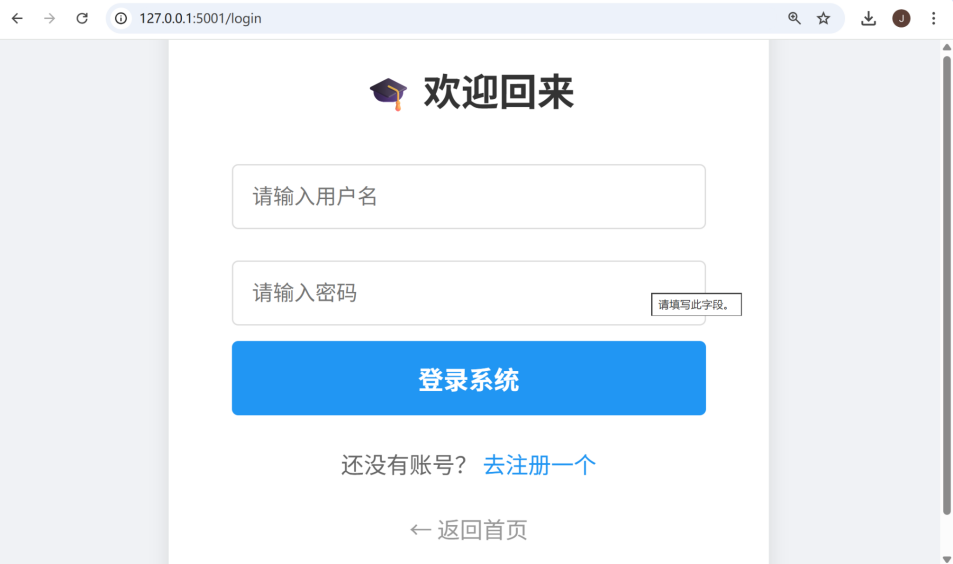 127.0.0.1:5001/login
J
欢迎回来
请输入用户名
请输入密码
请填写此字段。
登录系统
还没有账号？ 去注册一个
← 返回首页